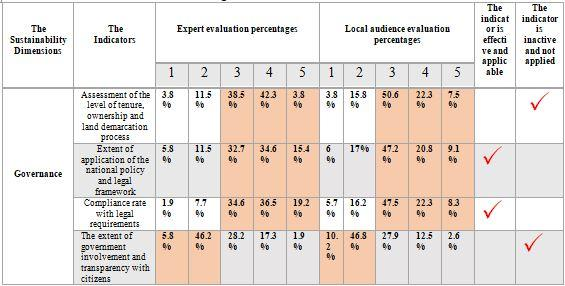 The Sustainability Dimensions | The Indicators | Expert evaluation percentages | Local audience evaluation percentages | The indicat or is effecti ve and applic able | The indicator is inactive and not applied
1 | 2 | 3 | 4 | 5 | 1 | 2 | 3 | 4 | 5
Governance
Assessment of the level of tenure, ownership and land demarcation process | 3.8 % | 11.5 % | 38.5 % | 42.3 % | 3.8 % | 3.8 % | 15.8 % | 50.6 % | 22.3 % | 7.5 % | | ✓
Extent of application of the national policy and legal framework | 5.8 % | 11.5 % | 32.7 % | 34.6 % | 15.4 % | 6 % | 17% | 47.2 % | 20.8 % | 9.1 % | ✓ |
Compliance rate with legal requirements | 1.9 % | 7.7 % | 34.6 % | 36.5 % | 19.2 % | 5.7 % | 16.2 % | 47.5 % | 22.3 % | 8.3 % | ✓ |
The extent of government involvement and transparency with citizens | 5.8 % | 46.2 % | 28.2 % | 17.3 % | 1.9 % | 10. 2 % | 46.8 % | 27.9 % | 12.5 % | 2.6 % | | ✓